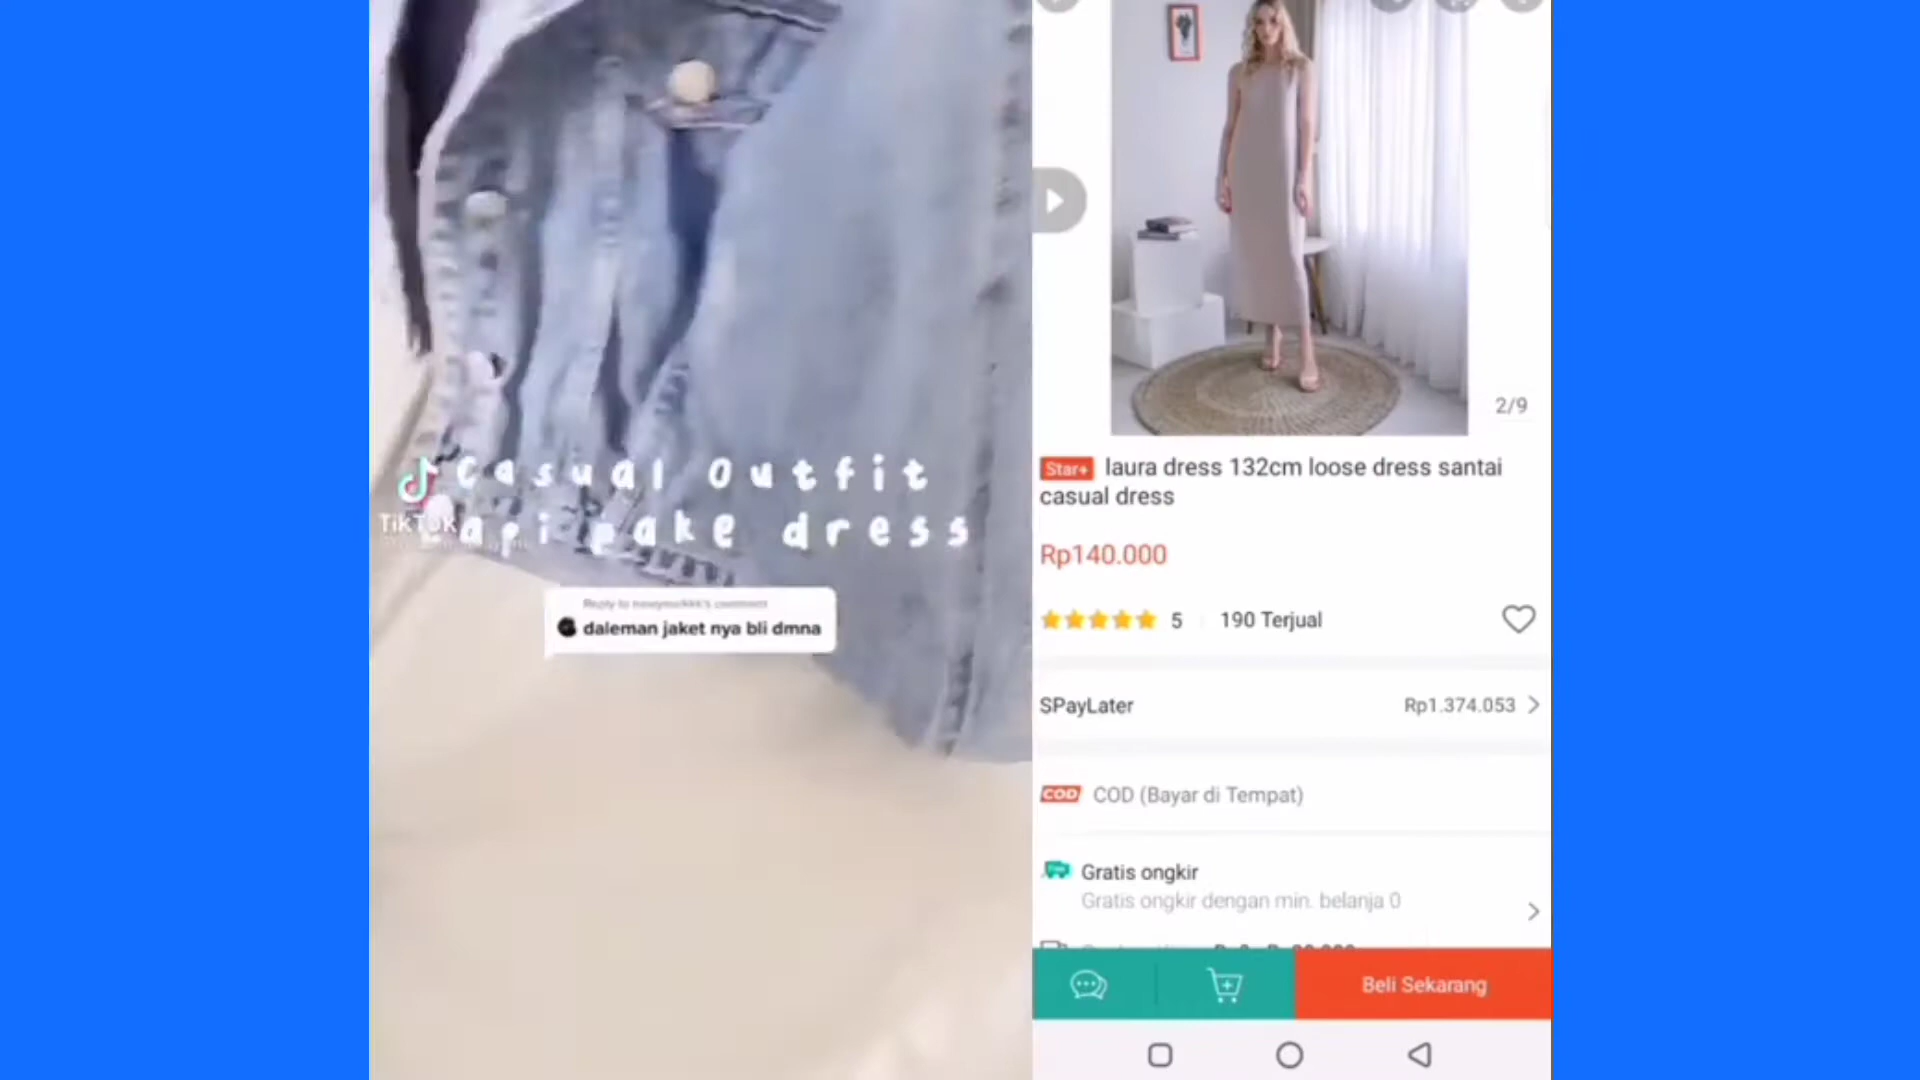 Casual Outfit
Tapi pake dress
TikTok
daleman jaket nya bli dmna
2/9
Star+ laura dress 132cm loose dress santai
casual dress
Rp140.000
5 190 Terjual
SPayLater Rp1.374.053
COD COD (Bayar di Tempat)
Gratis ongkir
Gratis ongkir dengan min. belanja 0
Beli Sekarang